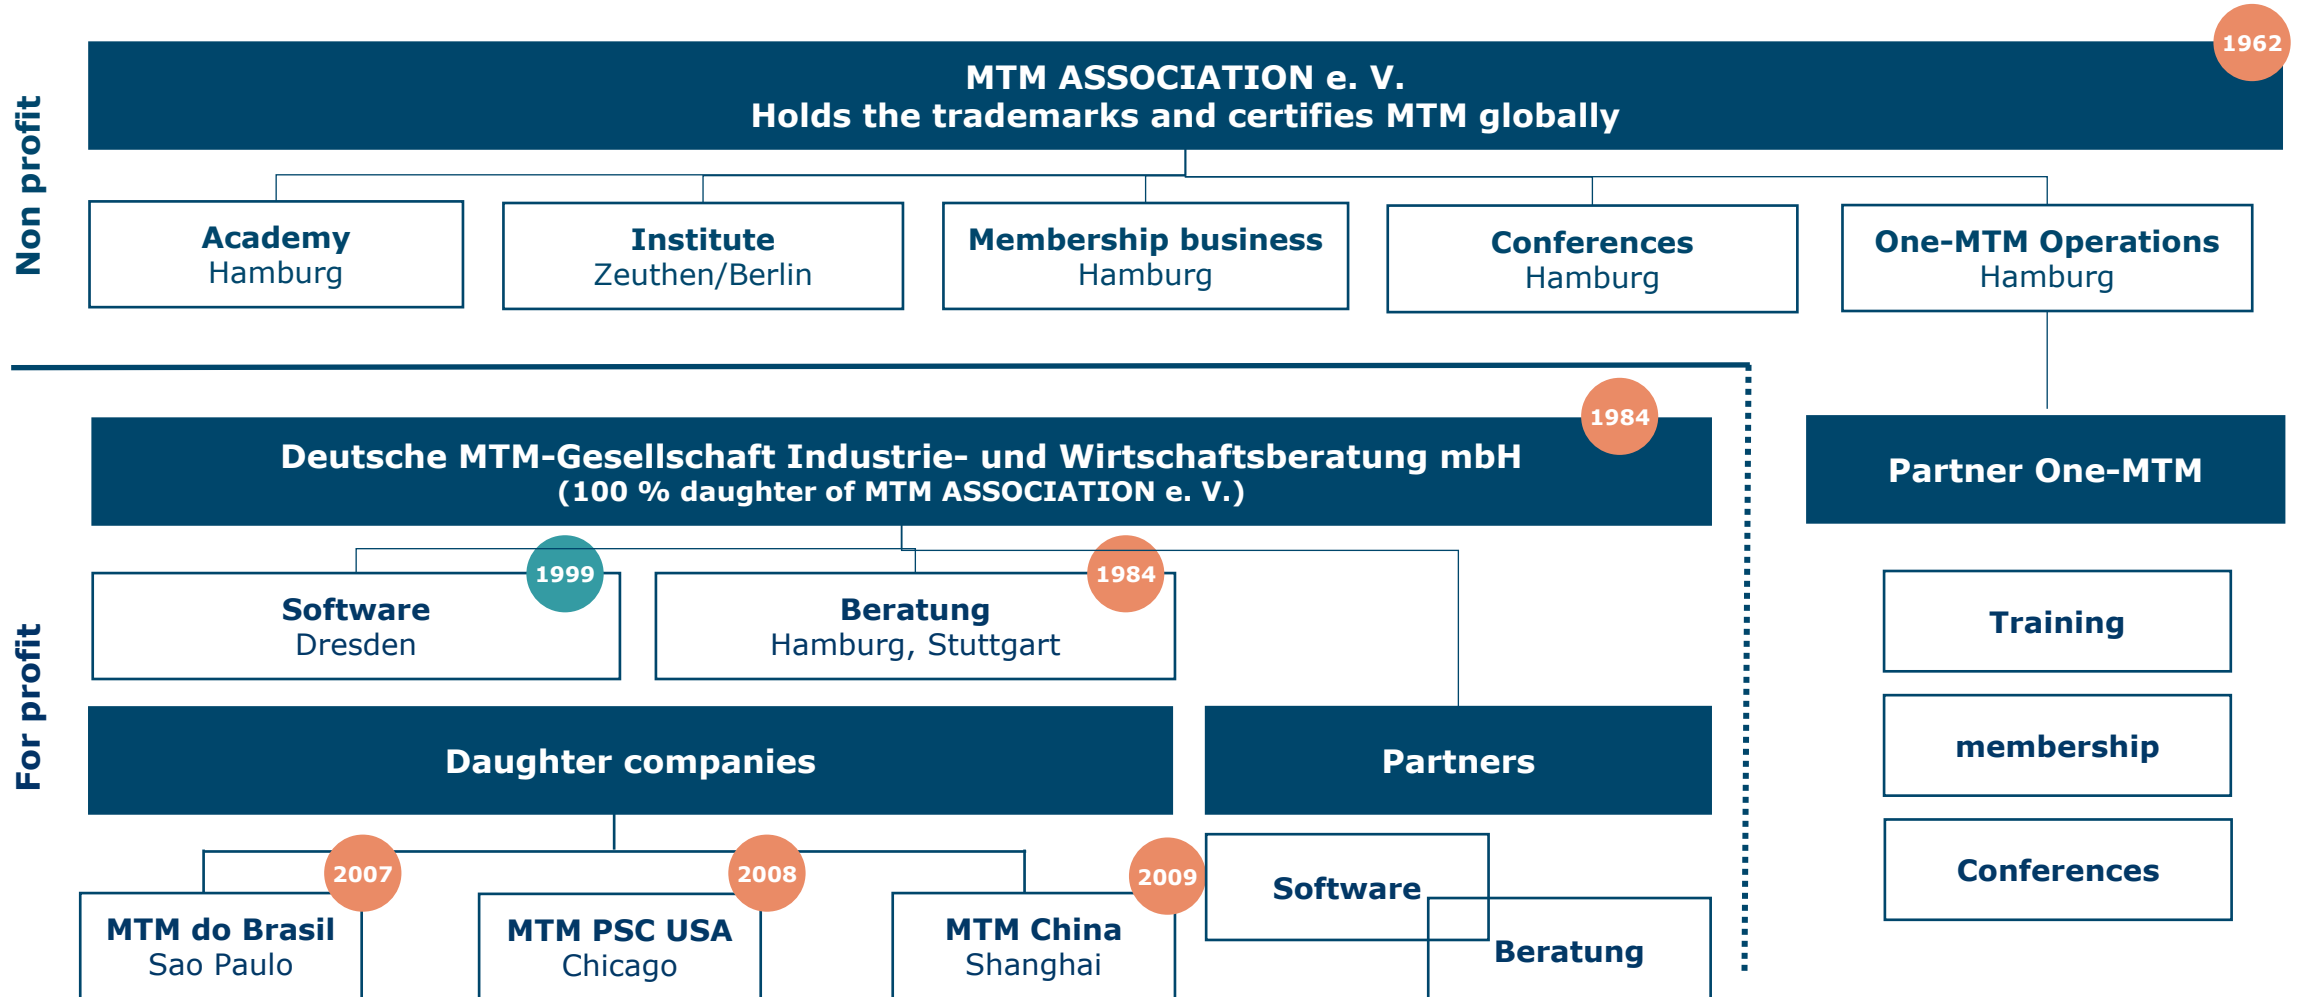 1962
MTM ASSOCIATION e. V.
Holds the trademarks and certifies MTM globally
Non profit
Academy
Hamburg
Institute
Zeuthen/Berlin
Membership business
Hamburg
Conferences
Hamburg
One-MTM Operations
Hamburg
1984
Deutsche MTM-Gesellschaft Industrie- und Wirtschaftsberatung mbH
(100 % daughter of MTM ASSOCIATION e. V.)
Partner One-MTM
For profit
1999
Software
Dresden
1984
Beratung
Hamburg, Stuttgart
Training
membership
Conferences
Daughter companies
Partners
2007
MTM do Brasil
Sao Paulo
2008
MTM PSC USA
Chicago
2009
MTM China
Shanghai
Software
Beratung